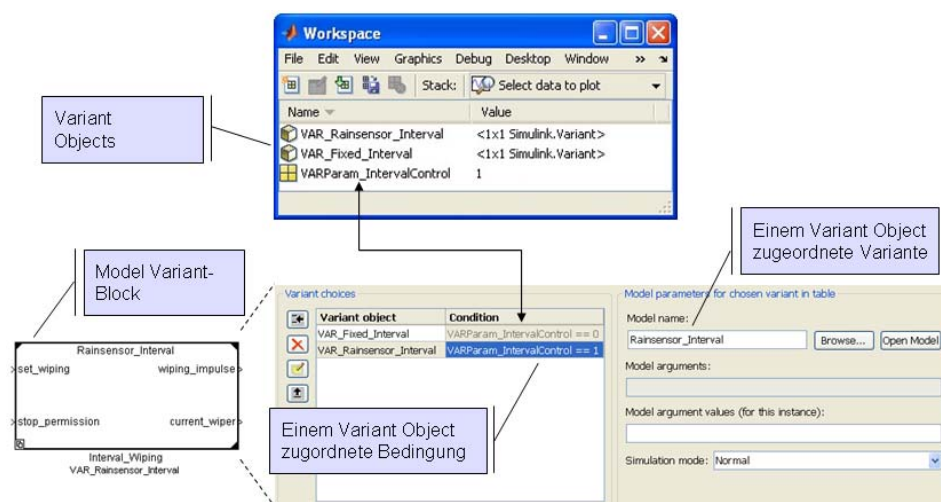 Workspace
File Edit View Graphics Debug Desktop Window »
Stack: Select data to plot
Name Value
VAR_Rainsensor_Interval <1x1 Simulink.Variant>
VAR_Fixed_Interval <1x1 Simulink.Variant>
VARParam_IntervalControl 1
Variant
Objects
Einem Variant Object
zugeordnete Variante
Model Variant-
Block
Variant choices
Variant object Condition
VAR_Fixed_Interval VARParam_IntervalControl == 0
VAR_Rainsensor_Interval VARParam_IntervalControl == 1
Model parameters for chosen variant in table
Model name:
Rainsensor_Interval Browse... Open Model
Model arguments:
Model argument values (for this instance):
Simulation mode: Normal
Rainsensor_Interval
set_wiping wiping_impulse
stop_permission current_wiper
Interval_Wiping
VAR_Rainsensor_Interval
Einem Variant Object
zugordnete Bedingung